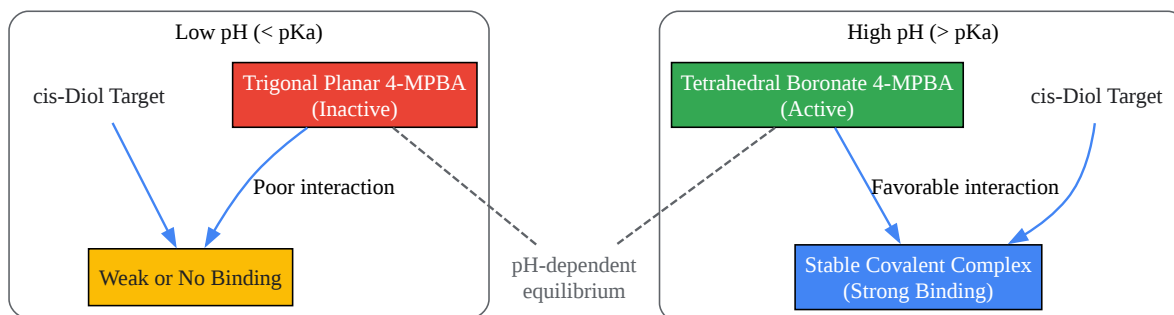 Low pH (< pKa)
cis-Diol Target
Trigonal Planar 4-MPBA
(Inactive)
Poor interaction
Weak or No Binding
pH-dependent
equilibrium
High pH (> pKa)
Tetrahedral Boronate 4-MPBA
(Active)
cis-Diol Target
Favorable interaction
Stable Covalent Complex
(Strong Binding)